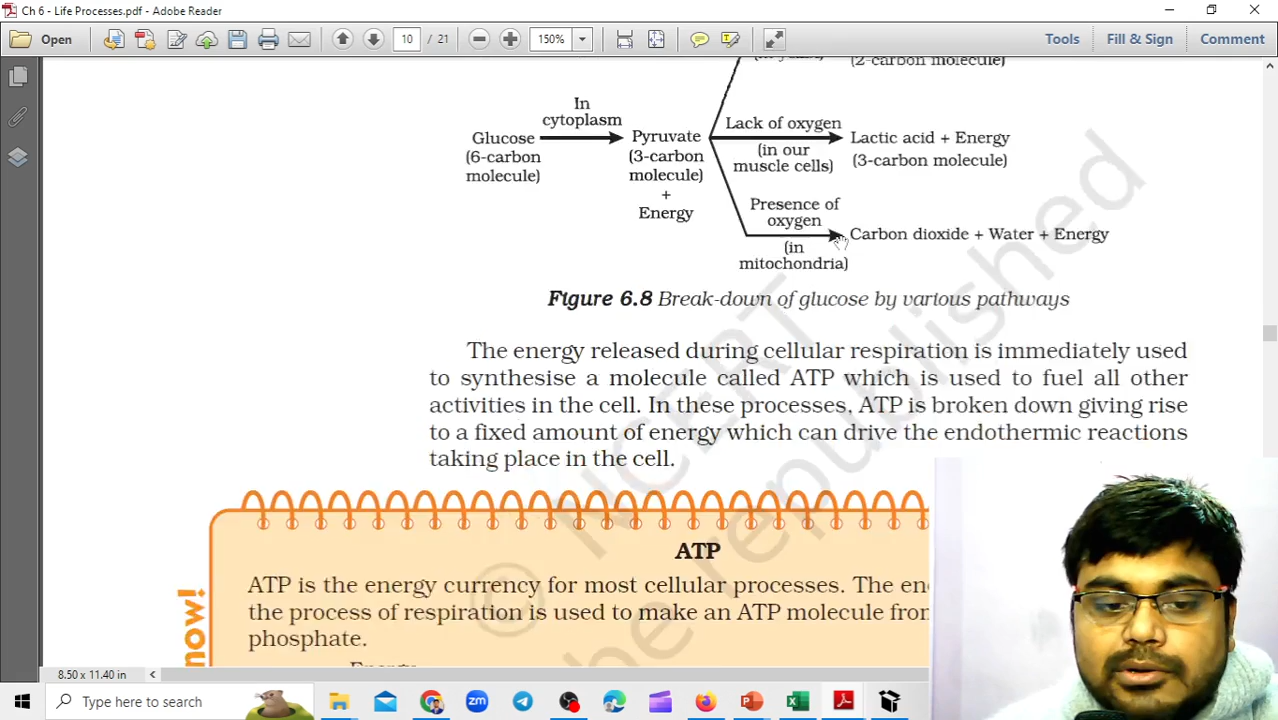 Ch 6 - Life Processes.pdf - Adobe Reader
Open
10 / 21
150%
Tools
Fill & Sign
Comment
(2-carbon molecule)
In
cytoplasm
Glucose
(6-carbon
molecule)
Pyruvate
(3-carbon
molecule)
+
Energy
Lack of oxygen
(in our
muscle cells)
Lactic acid + Energy
(3-carbon molecule)
Presence of
oxygen
(in
mitochondria)
Carbon dioxide + Water + Energy
Figure 6.8 Break-down of glucose by various pathways
The energy released during cellular respiration is immediately used
to synthesise a molecule called ATP which is used to fuel all other
activities in the cell. In these processes, ATP is broken down giving rise
to a fixed amount of energy which can drive the endothermic reactions
taking place in the cell.
ATP
ATP is the energy currency for most cellular processes. The
the process of respiration is used to make an ATP molecule
phosphate.
Energy
now!
© NCERT
be republished
8.50 x 11.40 in
Type here to search